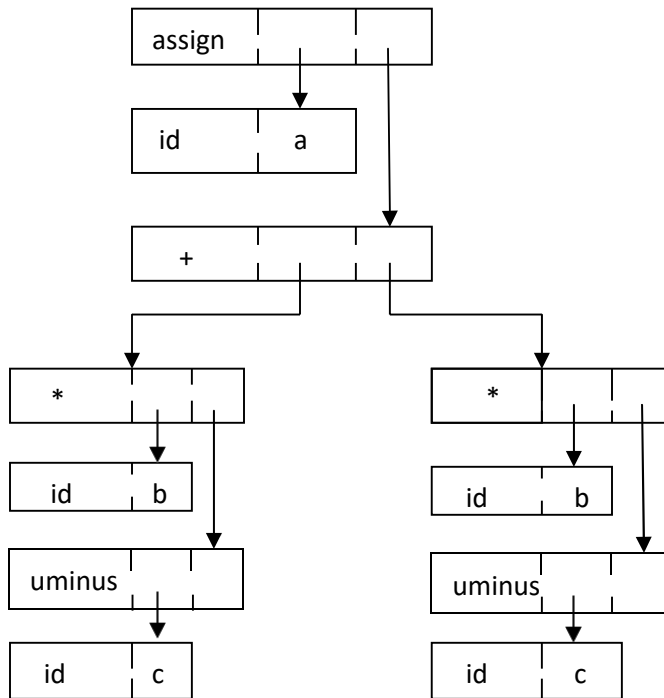 assign
id a
+
* *
id b id b
uminus uminus
id c id c